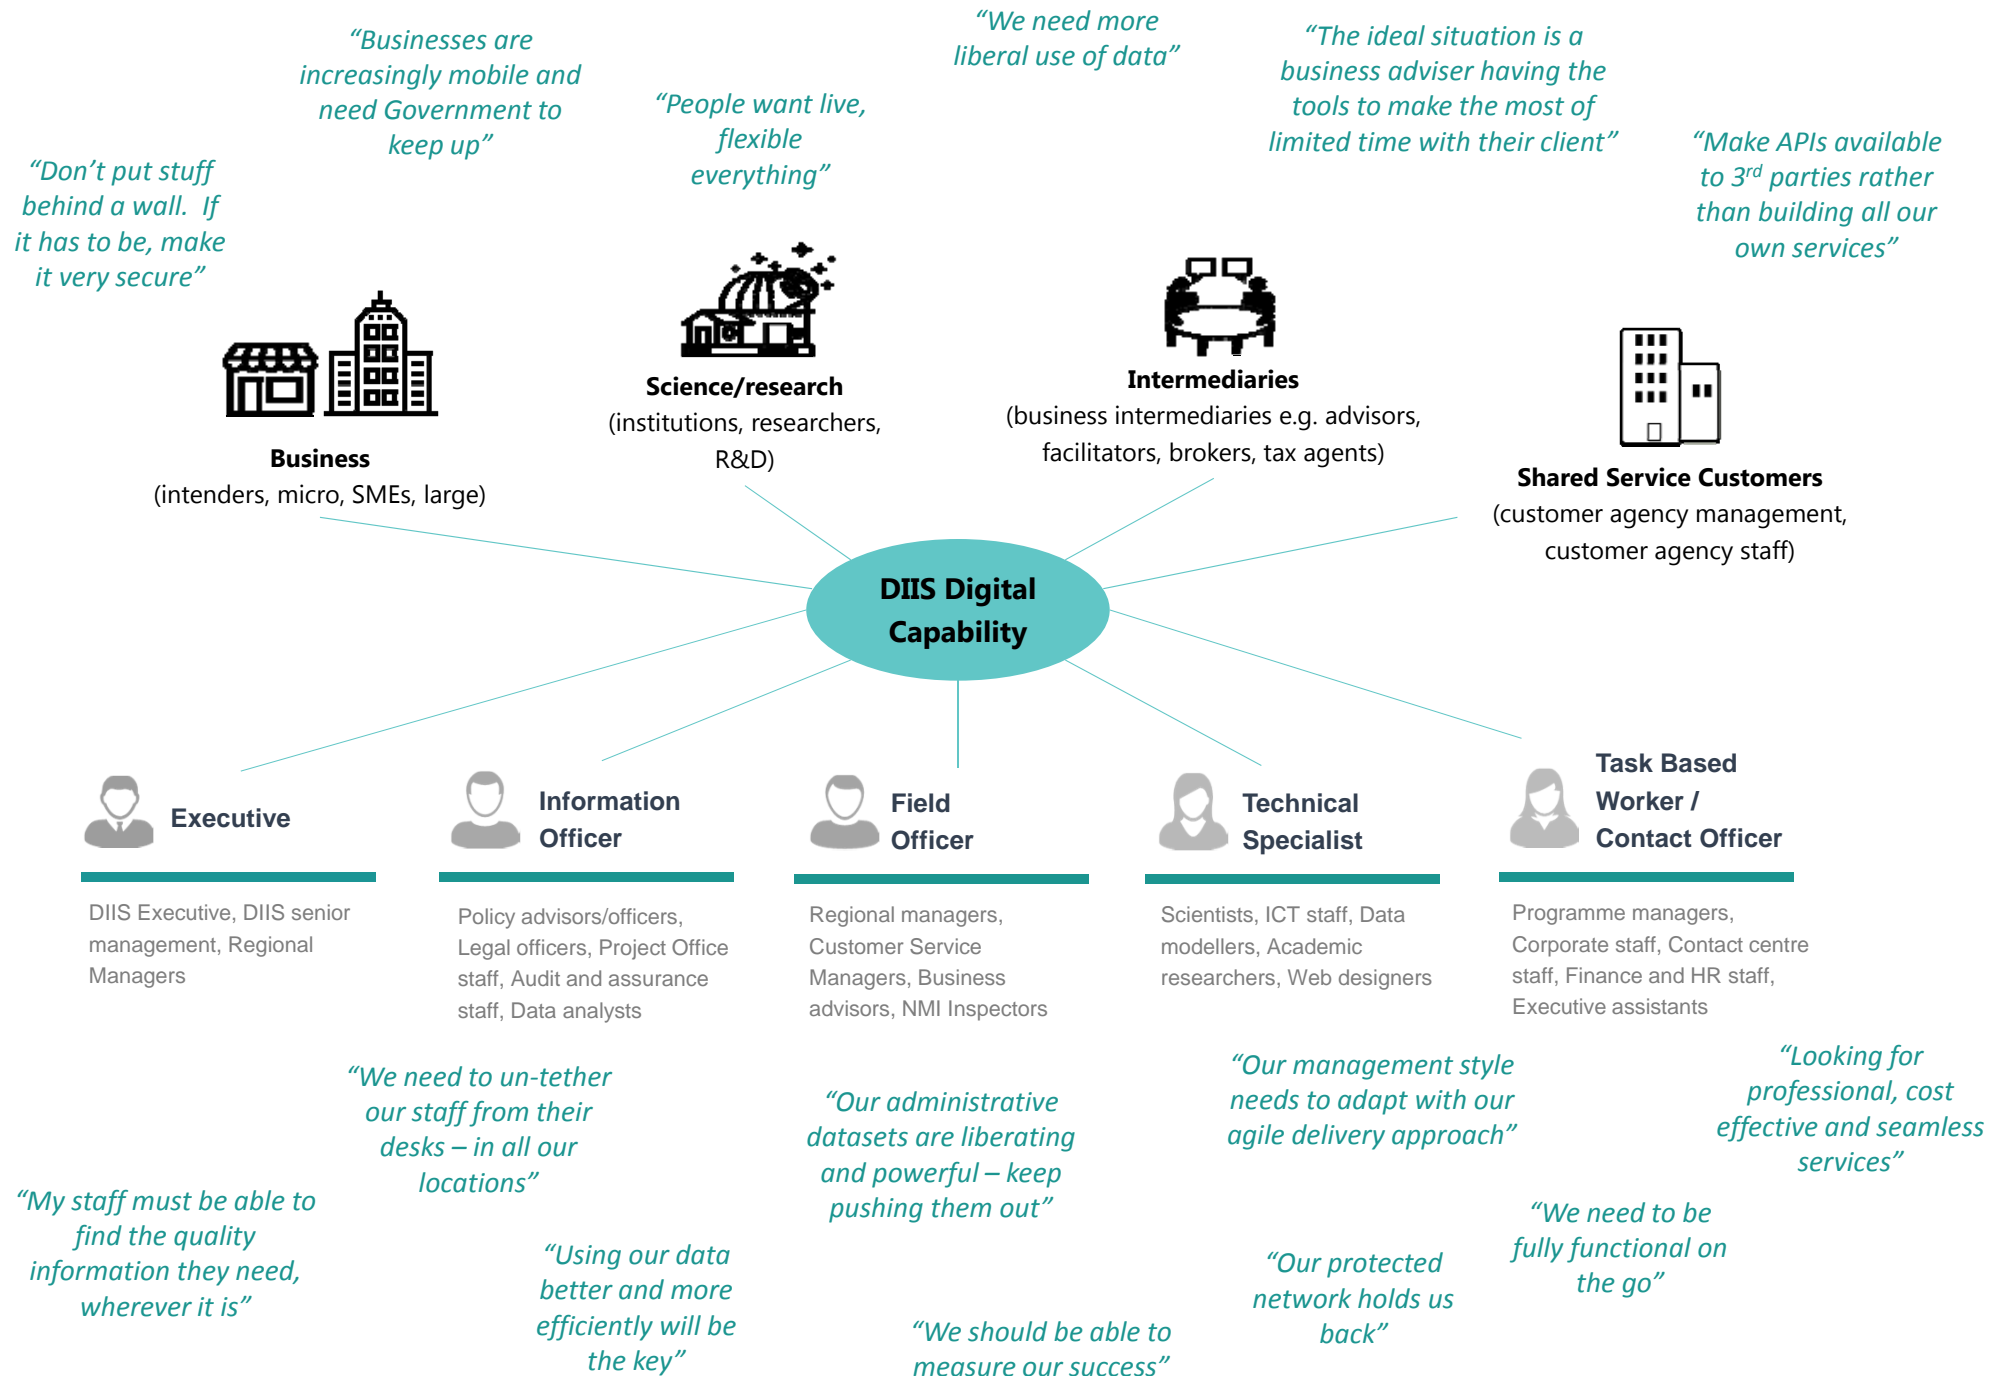 “We need more
liberal use of data”
“Businesses are
increasingly mobile and
need Government to
keep up”
“The ideal situation is a
business adviser having the
tools to make the most of
limited time with their client”
“People want live,
flexible
everything”
“Make APIs available
to 3rd parties rather
than building all our
own services”
“Don’t put stuff
behind a wall.  If
it has to be, make
it very secure”
Business
(intenders, micro, SMEs, large)
Science/research
(institutions, researchers,
R&D)
Intermediaries
(business intermediaries e.g. advisors,
facilitators, brokers, tax agents)
Shared Service Customers
(customer agency management,
customer agency staff)
DIIS Digital
Capability
Executive
DIIS Executive, DIIS senior
management, Regional
Managers
Information
Officer
Policy advisors/officers,
Legal officers, Project Office
staff, Audit and assurance
staff, Data analysts
Field
Officer
Regional managers,
Customer Service
Managers, Business
advisors, NMI Inspectors
Technical
Specialist
Scientists, ICT staff, Data
modellers, Academic
researchers, Web designers
Task Based
Worker /
Contact Officer
Programme managers,
Corporate staff, Contact centre
staff, Finance and HR staff,
Executive assistants
“We need to un-tether
our staff from their
desks – in all our
locations”
“Our administrative
datasets are liberating
and powerful – keep
pushing them out”
“Our management style
needs to adapt with our
agile delivery approach”
“Looking for
professional, cost
effective and seamless
services”
“My staff must be able to
find the quality
information they need,
wherever it is”
“Using our data
better and more
efficiently will be
the key”
“We should be able to
measure our success”
“Our protected
network holds us
back”
“We need to be
fully functional on
the go”